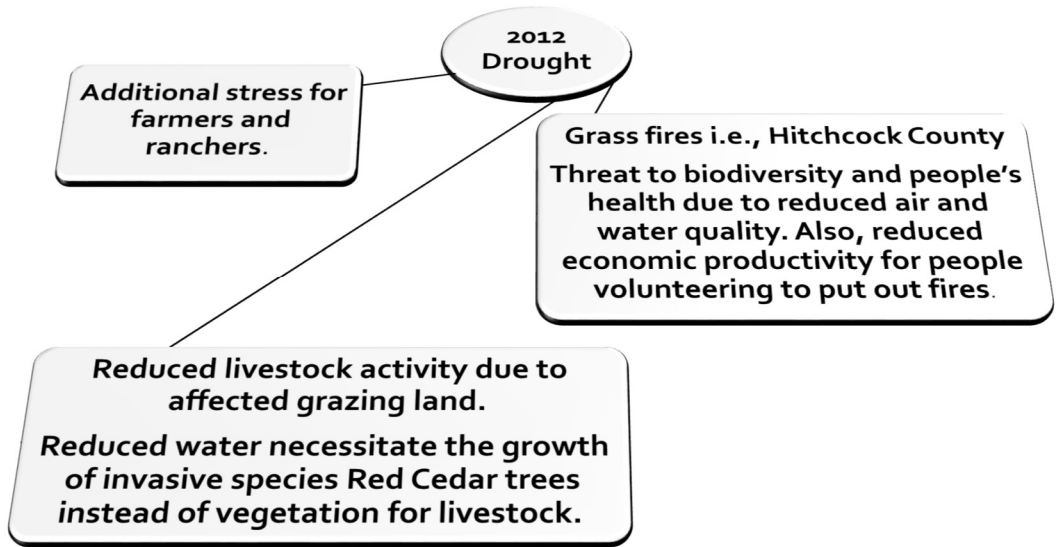 2012
Drought
Additional stress for
farmers and
ranchers.
Grass fires i.e., Hitchcock County
Threat to biodiversity and people's
health due to reduced air and
water quality. Also, reduced
economic productivity for people
volunteering to put out fires.
Reduced livestock activity due to
affected grazing land.
Reduced water necessitate the growth
of invasive species Red Cedar trees
instead of vegetation for livestock.